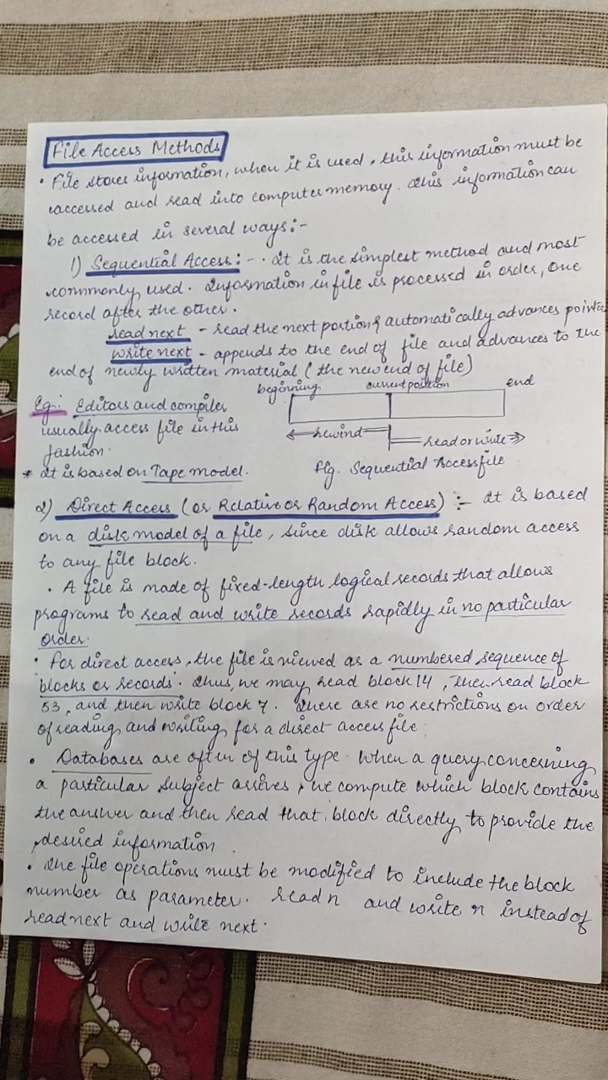 File Access Methods
• File stores information, when it is used, this information must be
accessed and read into computer memory. This information can
be accessed in several ways:-
1) Sequential Access:- . It is the simplest method and most
commonly used. Information in file is processed in order, one
record after the other.
read next - read the next portion & automatically advances pointer
write next - appends to the end of file and advances to the
end of newly written material (the new end of file)
beginning current position end
Eg:- Editors and compiler
usually access file in this
fashion.
rewind
read or write
* It is based on Tape model.
fig. Sequential Access file
2) Direct Access (or Relative or Random Access) :- It is based
on a disk model of a file, since disk allows random access
to any file block.
• A file is made of fixed-length logical records that allows
programs to read and write records rapidly in no particular
order.
• For direct access, the file is viewed as a numbered sequence of
blocks or records. Thus, we may read block 14, then read block
53, and then write block 7. There are no restrictions on order
of reading and writing for a direct access file.
• Databases are often of this type. When a query concerning
a particular subject arrives, we compute which block contains
the answer and then read that block directly to provide the
desired information.
• The file operations must be modified to include the block
number as parameter. read n and write n instead of
read next and write next.